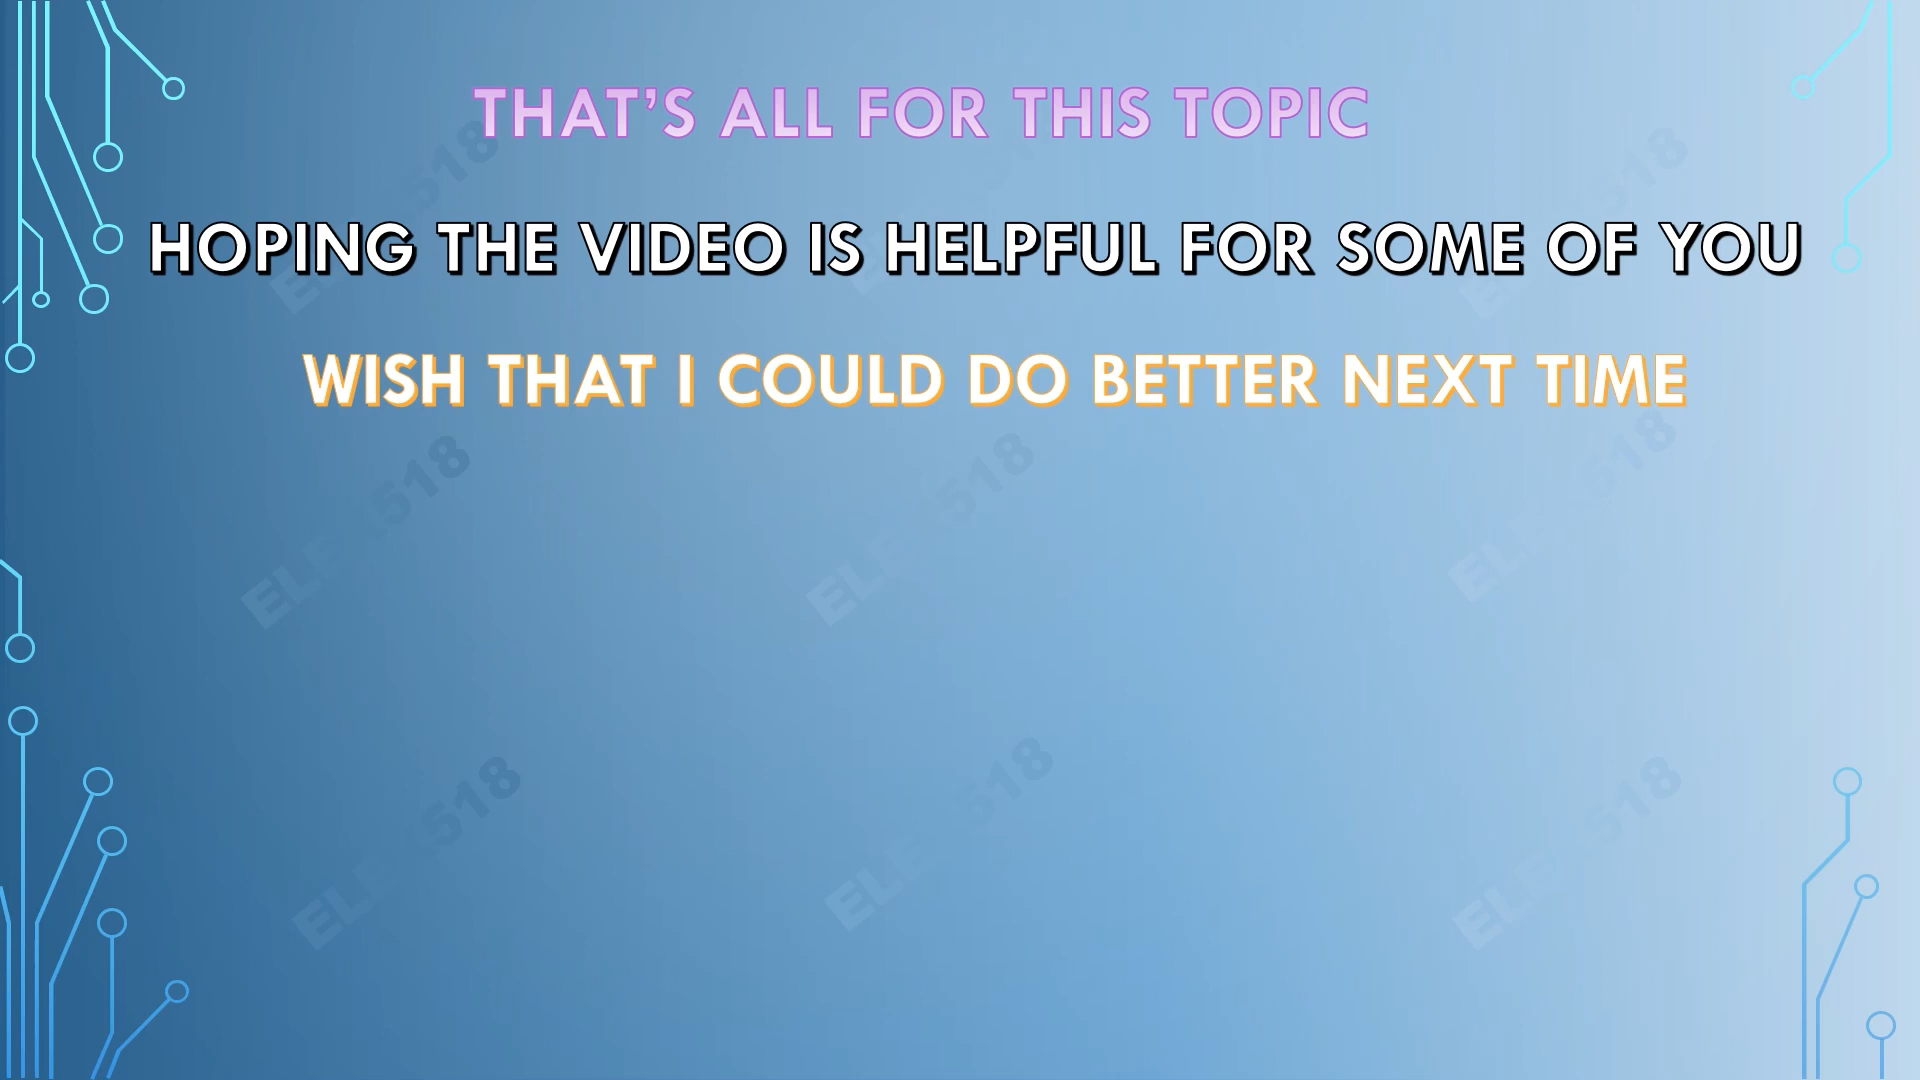 THAT’S ALL FOR THIS TOPIC
HOPING THE VIDEO IS HELPFUL FOR SOME OF YOU
WISH THAT I COULD DO BETTER NEXT TIME